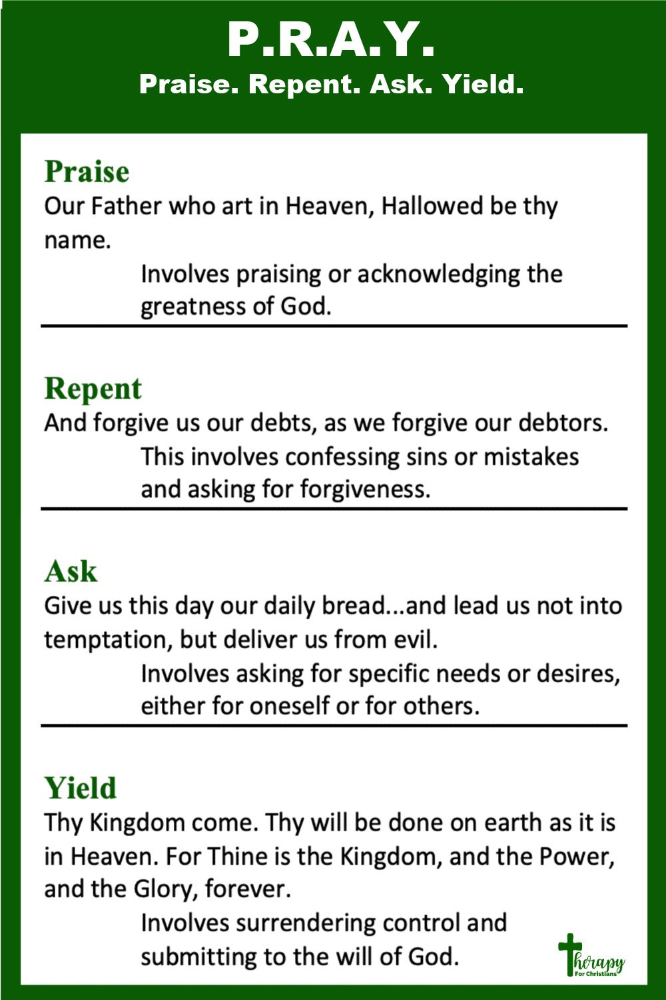 P.R.A.Y.
Praise. Repent. Ask. Yield.
Praise
Our Father who art in Heaven, Hallowed be thy
name.
Involves praising or acknowledging the
greatness of God.
Repent
And forgive us our debts, as we forgive our debtors.
This involves confessing sins or mistakes
and asking for forgiveness.
Ask
Give us this day our daily bread...and lead us not into
temptation, but deliver us from evil.
Involves asking for specific needs or desires,
either for oneself or for others.
Yield
Thy Kingdom come. Thy will be done on earth as it is
in Heaven. For Thine is the Kingdom, and the Power,
and the Glory, forever.
Involves surrendering control and
submitting to the will of God.
Therapy
For Christians